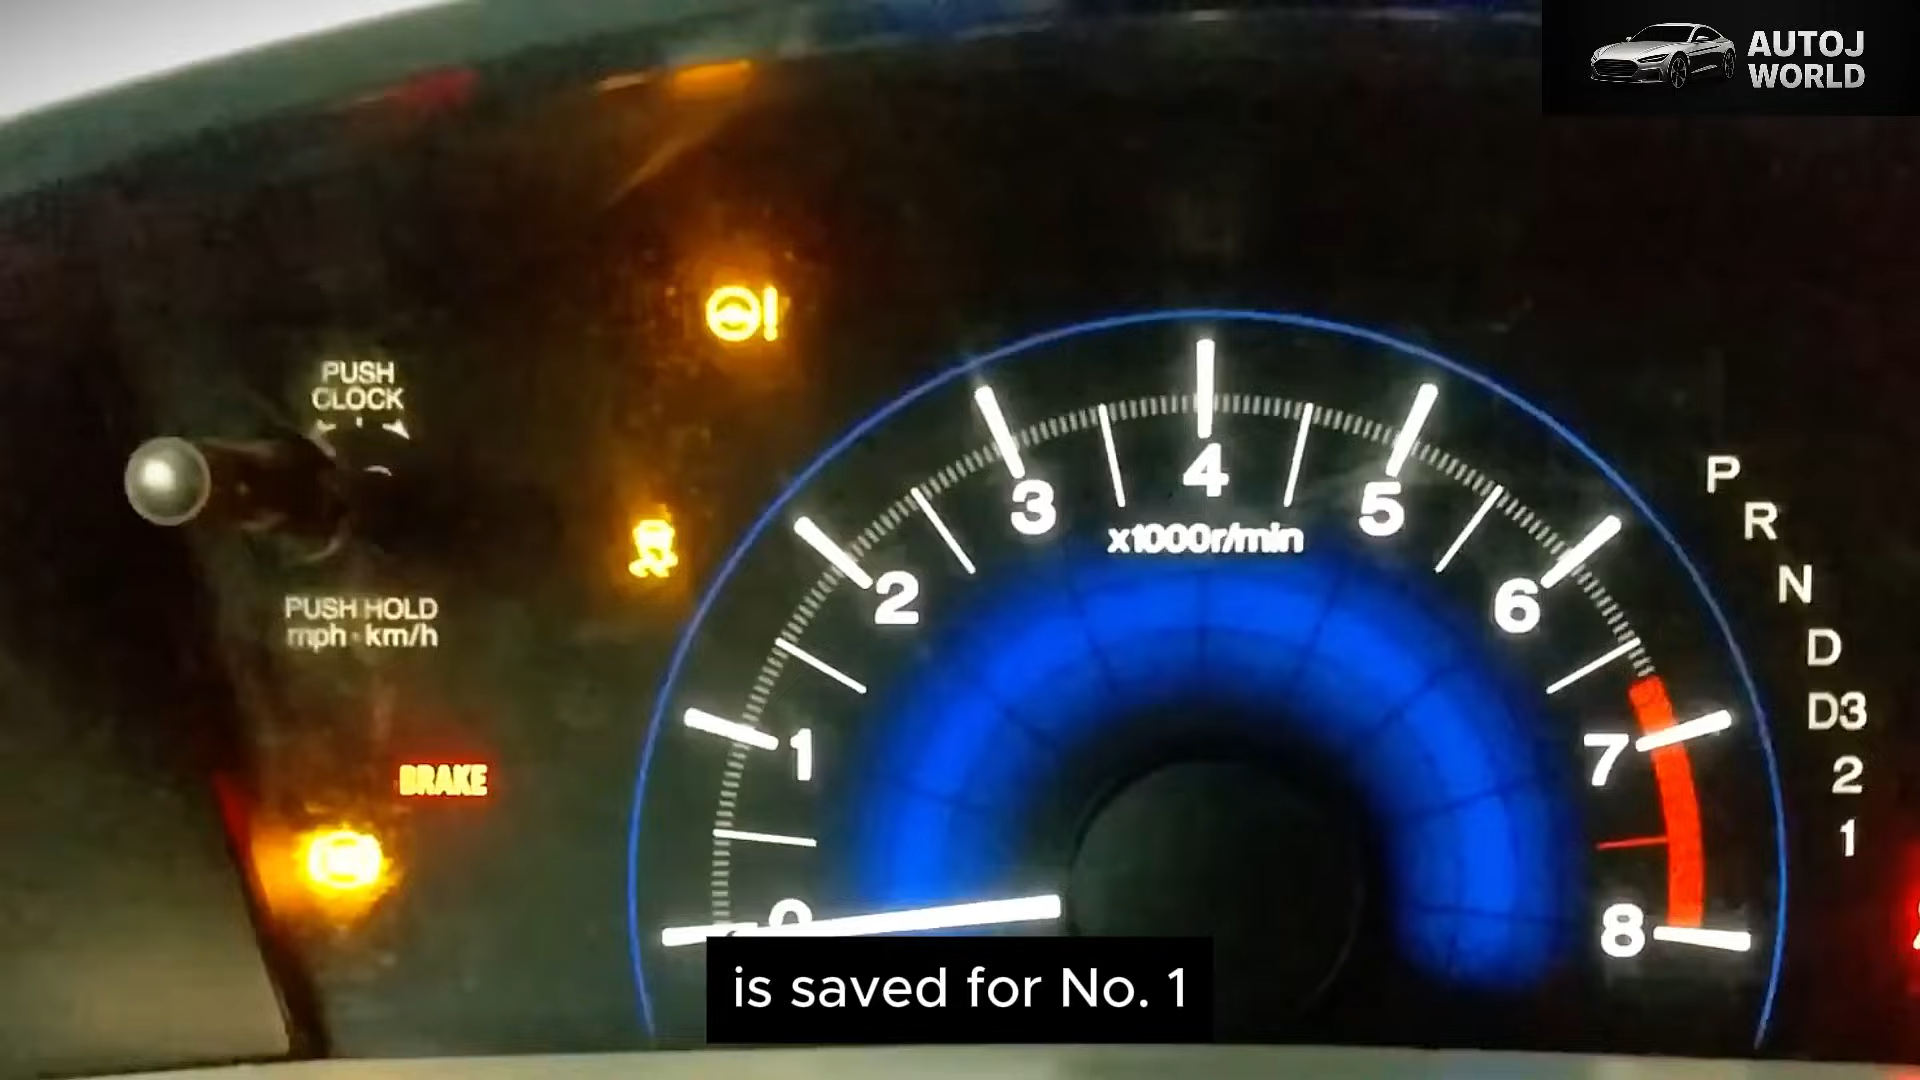 AUTOJ
WORLD
PUSH
CLOCK
PUSH HOLD
mph·km/h
BRAKE
0
1
2
3
4
5
6
7
8
x1000r/min
P
R
N
D
D3
2
1
is saved for No. 1